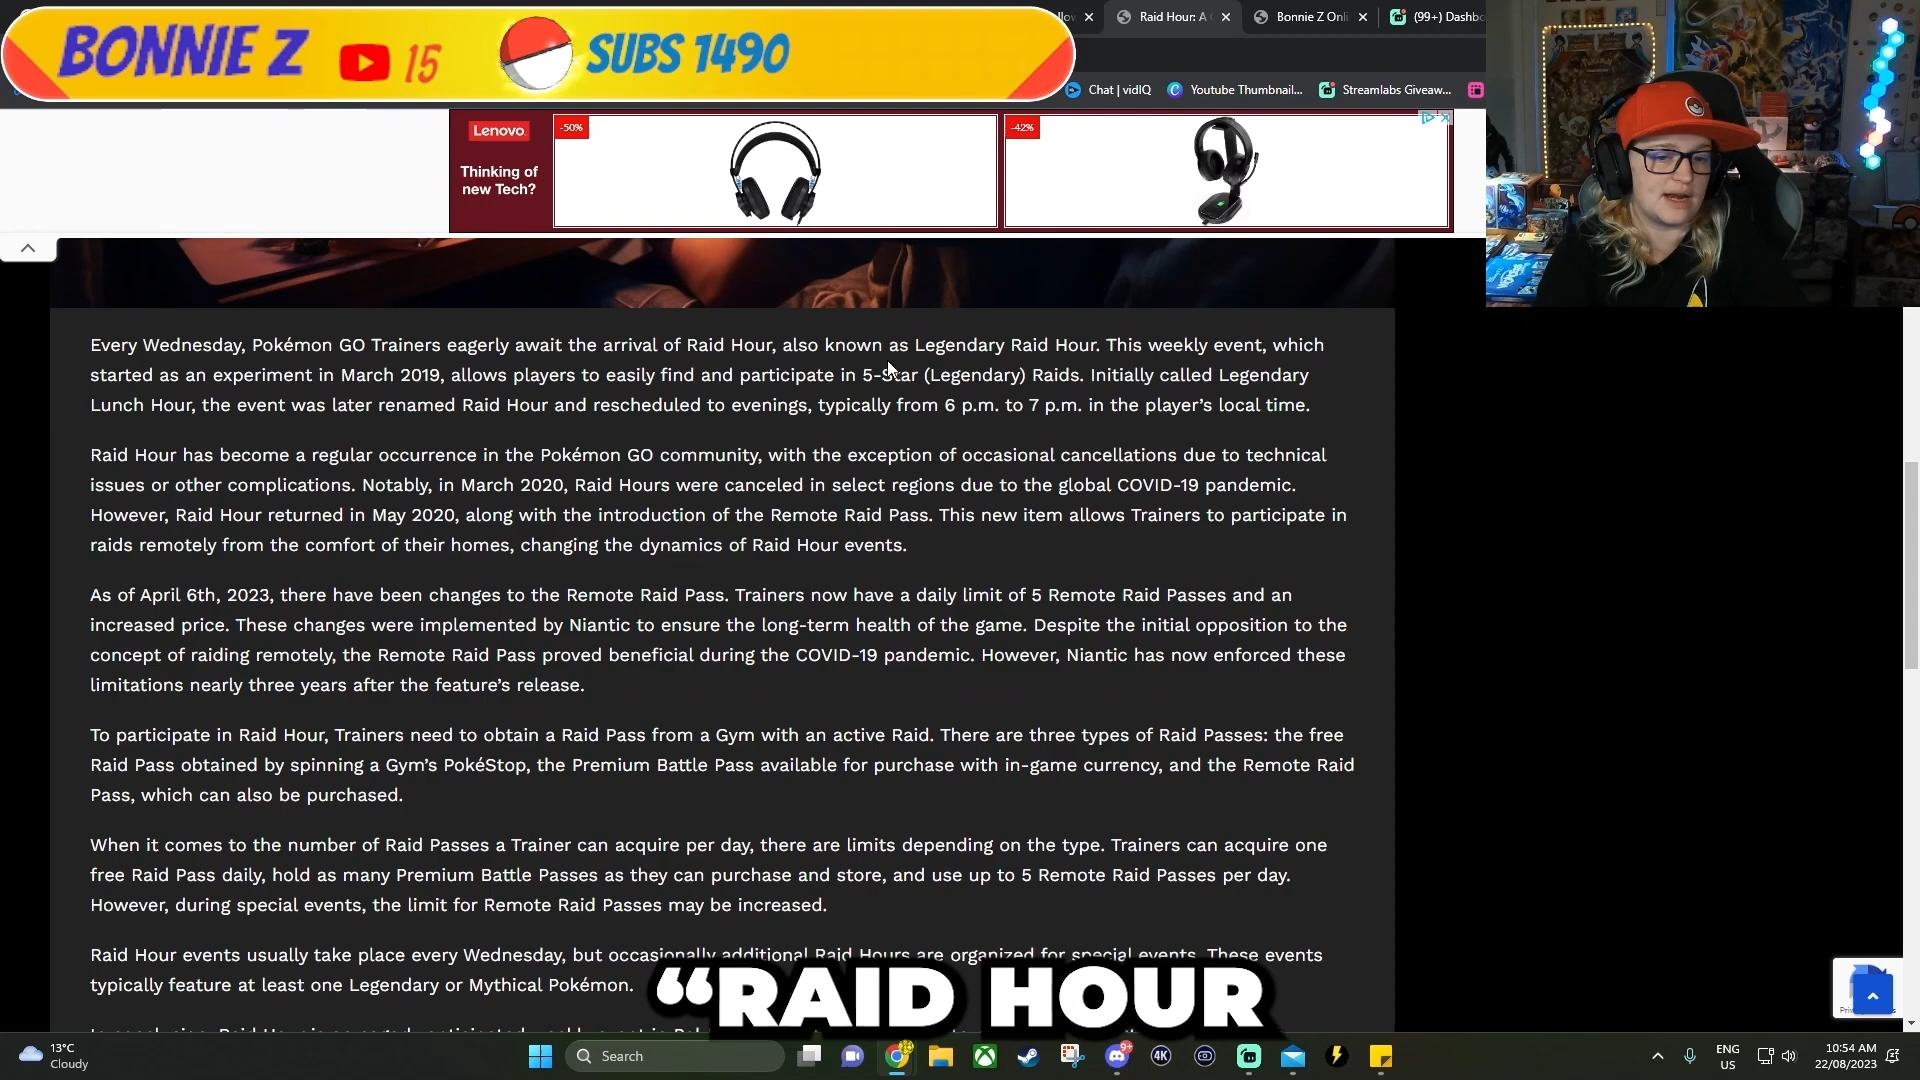 BONNIE Z 15 SUBS 1490
Raid Hour: A
Bonnie Z Onli
(99+) Dashbo
Chat | vidIQ
Youtube Thumbnail...
Streamlabs Giveaw...
Lenovo
Thinking of
new Tech?
-50%
-42%
Every Wednesday, Pokémon GO Trainers eagerly await the arrival of Raid Hour, also known as Legendary Raid Hour. This weekly event, which
started as an experiment in March 2019, allows players to easily find and participate in 5-Star (Legendary) Raids. Initially called Legendary
Lunch Hour, the event was later renamed Raid Hour and rescheduled to evenings, typically from 6 p.m. to 7 p.m. in the player's local time.
Raid Hour has become a regular occurrence in the Pokémon GO community, with the exception of occasional cancellations due to technical
issues or other complications. Notably, in March 2020, Raid Hours were canceled in select regions due to the global COVID-19 pandemic.
However, Raid Hour returned in May 2020, along with the introduction of the Remote Raid Pass. This new item allows Trainers to participate in
raids remotely from the comfort of their homes, changing the dynamics of Raid Hour events.
As of April 6th, 2023, there have been changes to the Remote Raid Pass. Trainers now have a daily limit of 5 Remote Raid Passes and an
increased price. These changes were implemented by Niantic to ensure the long-term health of the game. Despite the initial opposition to the
concept of raiding remotely, the Remote Raid Pass proved beneficial during the COVID-19 pandemic. However, Niantic has now enforced these
limitations nearly three years after the feature's release.
To participate in Raid Hour, Trainers need to obtain a Raid Pass from a Gym with an active Raid. There are three types of Raid Passes: the free
Raid Pass obtained by spinning a Gym's PokéStop, the Premium Battle Pass available for purchase with in-game currency, and the Remote Raid
Pass, which can also be purchased.
When it comes to the number of Raid Passes a Trainer can acquire per day, there are limits depending on the type. Trainers can acquire one
free Raid Pass daily, hold as many Premium Battle Passes as they can purchase and store, and use up to 5 Remote Raid Passes per day.
However, during special events, the limit for Remote Raid Passes may be increased.
Raid Hour events usually take place every Wednesday, but occasionally additional Raid Hours are organized for special events. These events
typically feature at least one Legendary or Mythical Pokémon.
“RAID HOUR
13°C
Cloudy
Search
9+
4K
ENG
US
10:54 AM
22/08/2023